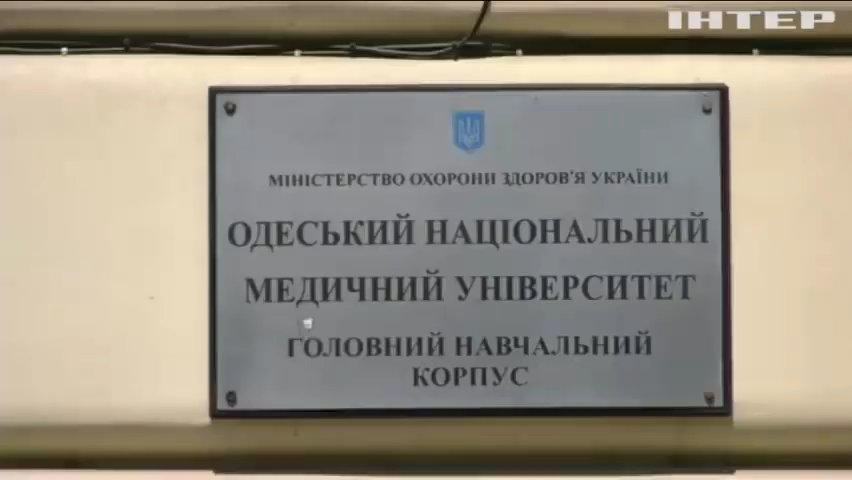 ІНТЕР
МІНІСТЕРСТВО ОХОРОНИ ЗДОРОВ'Я УКРАЇНИ
ОДЕСЬКИЙ НАЦІОНАЛЬНИЙ
МЕДИЧНИЙ УНІВЕРСИТЕТ
ГОЛОВНИЙ НАВЧАЛЬНИЙ
КОРПУС